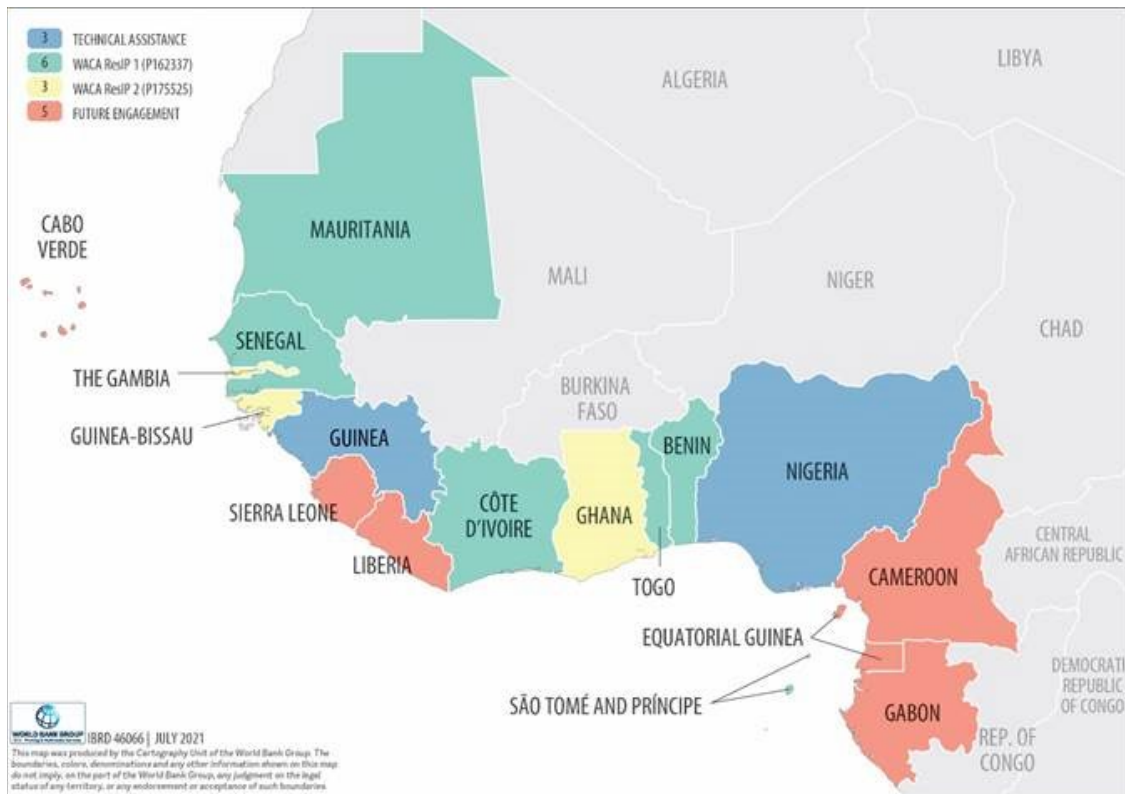 3 TECHNICAL ASSISTANCE
6 WACA ResIP 1 (P162337)
3 WACA ResIP 2 (P175525)
5 FUTURE ENGAGEMENT
LIBYA
ALGERIA
CABO
VERDE
MAURITANIA
MALI
NIGER
CHAD
SENEGAL
THE GAMBIA
BURKINA
FASO
GUINEA-BISSAU
GUINEA
BENIN
NIGERIA
SIERRA LEONE
CÔTE
D'IVOIRE
GHANA
CENTRAL
AFRICAN REPUBLIC
LIBERIA
TOGO
CAMEROON
EQUATORIAL GUINEA
DEMOCRATI
REPUBLIC
OF CONGO
SÃO TOMÉ AND PRÍNCIPE
GABON
REP. OF
CONGO
WORLD BANK GROUP
IBRD 46066 | JULY 2021
This map was produced by the Cartography Unit of the World Bank Group. The
boundaries, colors, denominations and any other information shown on this map
do not imply, on the part of the World Bank Group, any judgment on the legal
status of any territory, or any endorsement or acceptance of such boundaries